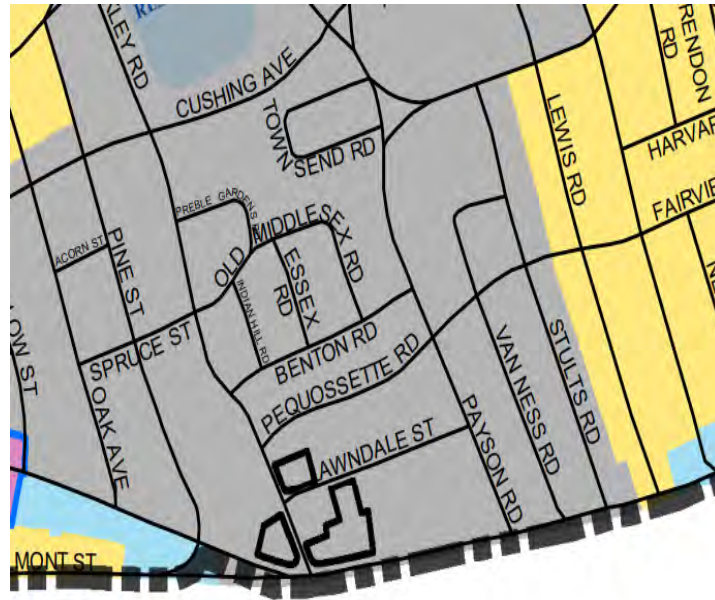 KLEY RD
CUSHING AVE
TOWN
SEND RD
LEWIS RD
RENDON
RD
HARVAR
FAIRVIE
PREBLE GARDENS
MIDDLESEX RD
OLD
ACORN ST
PINE ST
ESSEX
RD
INDIAN HILL RD
SPRUCE ST
BENTON RD
OW ST
OAK AVE
PEQUOSSETTE RD
VAN NESS RD
STULTS RD
PAYSON RD
AWNDALE ST
MONT ST